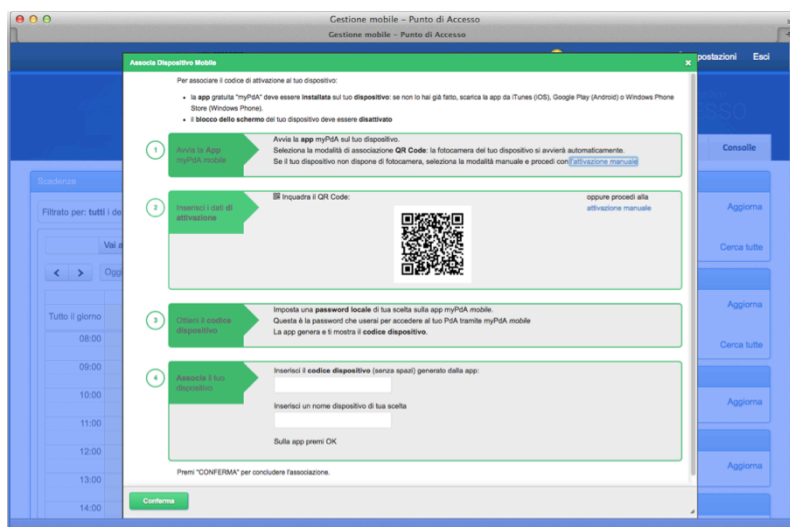 Gestione mobile – Punto di Accesso
Gestione mobile – Punto di Accesso
postazioni Esci
Associa Dispositivo Mobile
Per associare il codice di attivazione al tuo dispositivo:
la app gratuita "myPdA" deve essere installata sul tuo dispositivo: se non lo hai già fatto, scarica la app da iTunes (iOS), Google Play (Android) o Windows Phone
Store (Windows Phone).
il blocco dello schermo del tuo dispositivo deve essere disattivato
1
Avvia la App
myPdA mobile
Avvia la app myPdA sul tuo dispositivo.
Seleziona la modalità di associazione QR Code: la fotocamera del tuo dispositivo si avvierà automaticamente.
Se il tuo dispositivo non dispone di fotocamera, seleziona la modalità manuale e procedi con l'attivazione manuale
2
Inserisci i dati di
attivazione
Inquadra il QR Code:
oppure procedi alla
attivazione manuale
3
Ottieni il codice
dispositivo
Imposta una password locale di tua scelta sulla app myPdA mobile.
Questa è la password che userai per accedere al tuo PdA tramite myPdA mobile
La app genera e ti mostra il codice dispositivo.
4
Associa il tuo
dispositivo
Inserisci il codice dispositivo (senza spazi) generato dalla app:
Inserisci un nome dispositivo di tua scelta
Sulla app premi OK
Premi "CONFERMA" per concludere l'associazione.
Conferma
Scadenze
Filtrato per: tutti i de
Vai a
Oggi
Tutto il giorno
08:00
09:00
10:00
11:00
12:00
13:00
14:00
ESSO
Consolle
Aggiorna
Cerca tutte
Aggiorna
Cerca tutte
Aggiorna
Aggiorna